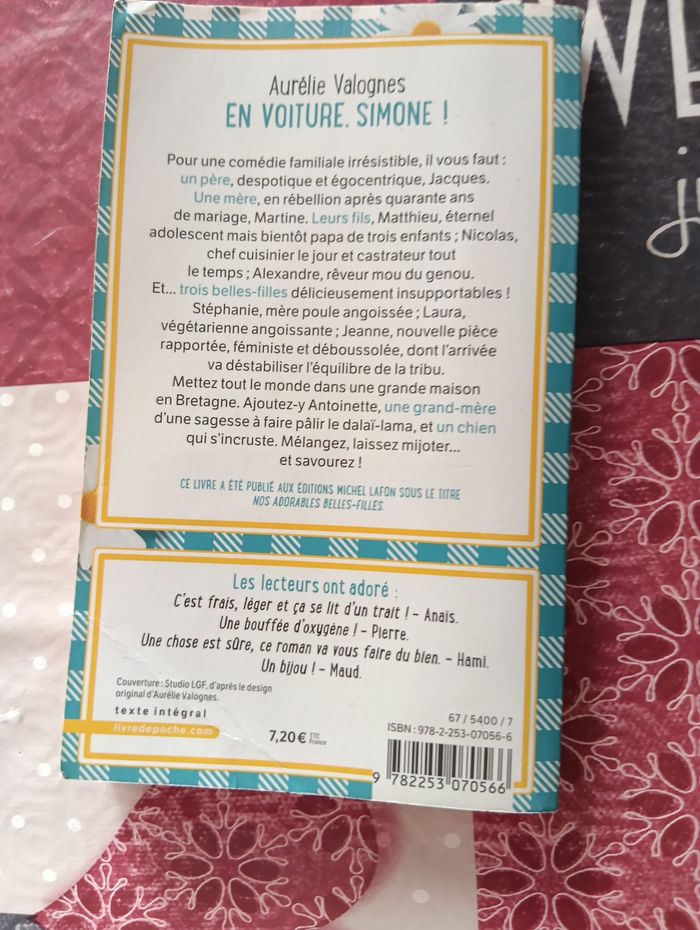 WE
ju
Aurélie Valognes
EN VOITURE, SIMONE !
Pour une comédie familiale irrésistible, il vous faut :
un père, despotique et égocentrique, Jacques.
Une mère, en rébellion après quarante ans
de mariage, Martine. Leurs fils, Matthieu, éternel
adolescent mais bientôt papa de trois enfants ; Nicolas,
chef cuisinier le jour et castrateur tout
le temps ; Alexandre, rêveur mou du genou.
Et... trois belles-filles délicieusement insupportables !
Stéphanie, mère poule angoissée ; Laura,
végétarienne angoissante ; Jeanne, nouvelle pièce
rapportée, féministe et déboussolée, dont l'arrivée
va déstabiliser l'équilibre de la tribu.
Mettez tout le monde dans une grande maison
en Bretagne. Ajoutez-y Antoinette, une grand-mère
d'une sagesse à faire pâlir le dalaï-lama, et un chien
qui s'incruste. Mélangez, laissez mijoter...
et savourez !
CE LIVRE A ÉTÉ PUBLIÉ AUX ÉDITIONS MICHEL LAFON SOUS LE TITRE
NOS ADORABLES BELLES-FILLES.
Les lecteurs ont adoré :
C'est frais, léger et ça se lit d'un trait ! – Anaïs.
Une bouffée d'oxygène ! – Pierre.
Une chose est sûre, ce roman va vous faire du bien. – Hami.
Un bijou ! – Maud.
Couverture : Studio LGF, d'après le design
original d'Aurélie Valognes.
texte intégral
livredepoche.com
7,20 € TTC
France
67 / 5400 / 7
ISBN : 978-2-253-07056-6
9 782253 070566